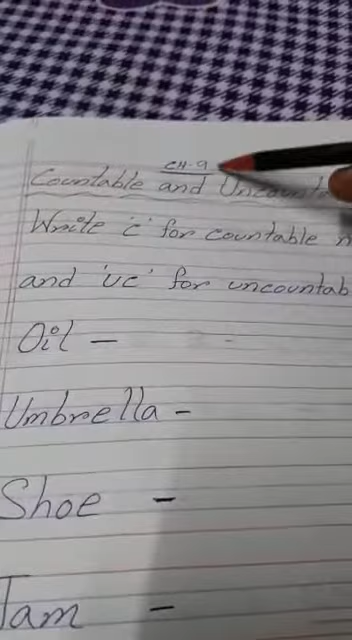 CH-9
Countable and Uncounta
Write 'c' for countable n
and 'uc' for uncountab
Oil -
Umbrella -
Shoe -
Jam -